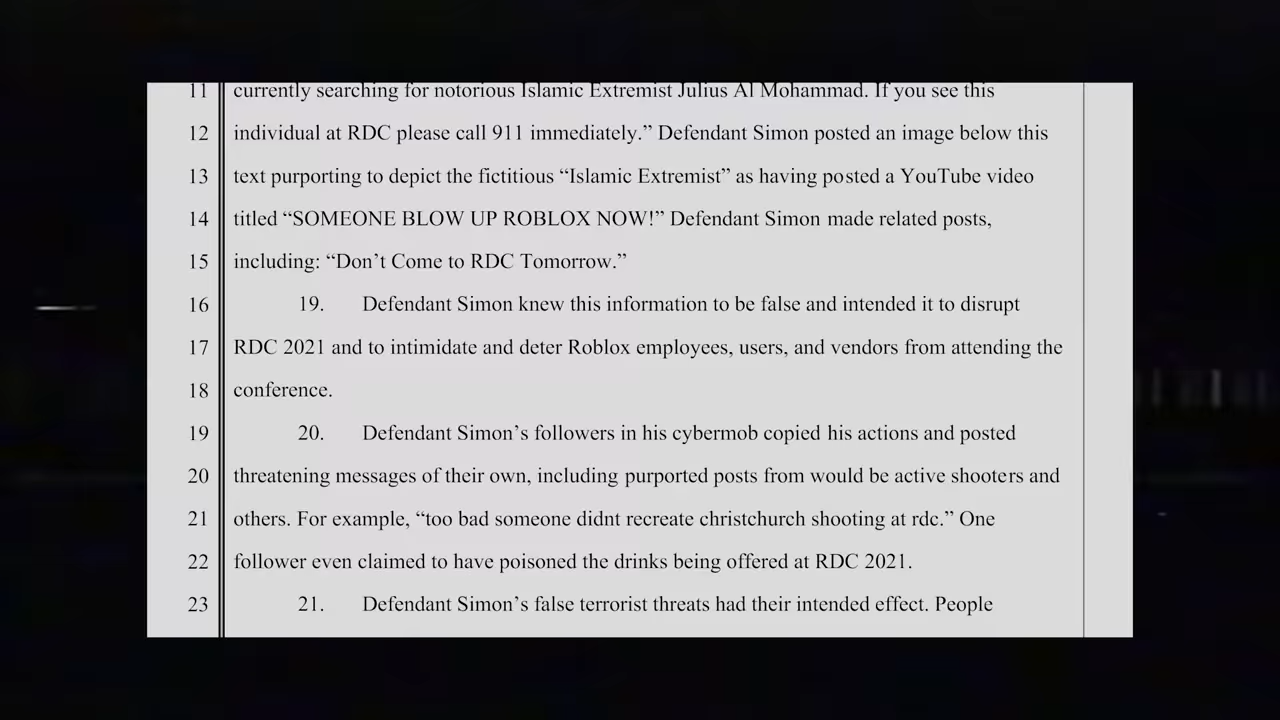 11 currently searching for notorious Islamic Extremist Julius Al Mohammad. If you see this
12 individual at RDC please call 911 immediately.” Defendant Simon posted an image below this
13 text purporting to depict the fictitious “Islamic Extremist” as having posted a YouTube video
14 titled “SOMEONE BLOW UP ROBLOX NOW!” Defendant Simon made related posts,
15 including: “Don’t Come to RDC Tomorrow.”
16 19. Defendant Simon knew this information to be false and intended it to disrupt
17 RDC 2021 and to intimidate and deter Roblox employees, users, and vendors from attending the
18 conference.
19 20. Defendant Simon’s followers in his cybermob copied his actions and posted
20 threatening messages of their own, including purported posts from would be active shooters and
21 others. For example, “too bad someone didnt recreate christchurch shooting at rdc.” One
22 follower even claimed to have poisoned the drinks being offered at RDC 2021.
23 21. Defendant Simon’s false terrorist threats had their intended effect. People